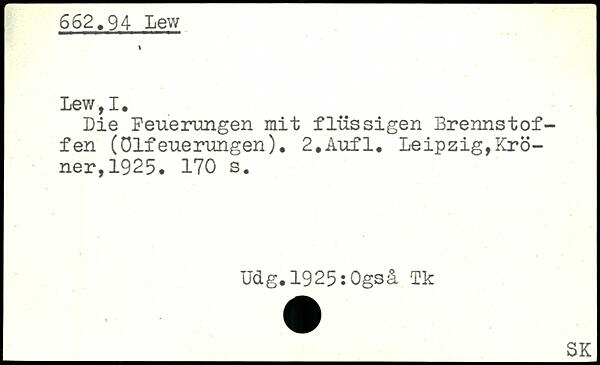 662.94 Lew
Lew,I.
Die Feuerungen mit flüssigen Brennstof-
fen (Ölfeuerungen). 2.Aufl. Leipzig,Krö-
ner,1925. 170 s.
Udg.1925:Også Tk
SK